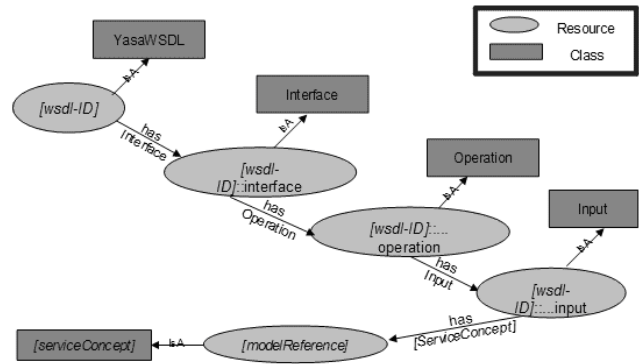 Resource
YasaWSDL
Class
IsA
[wsdl-ID]
Interface
has
Interface
IsA
[wsdl-
ID]::interface
Operation
has
Operation
IsA
[wsdl-ID]::...
operation
Input
has
Input
IsA
[wsdl-
ID]::...input
has
[ServiceConcept]
[modelReference]
IsA
[serviceConcept]